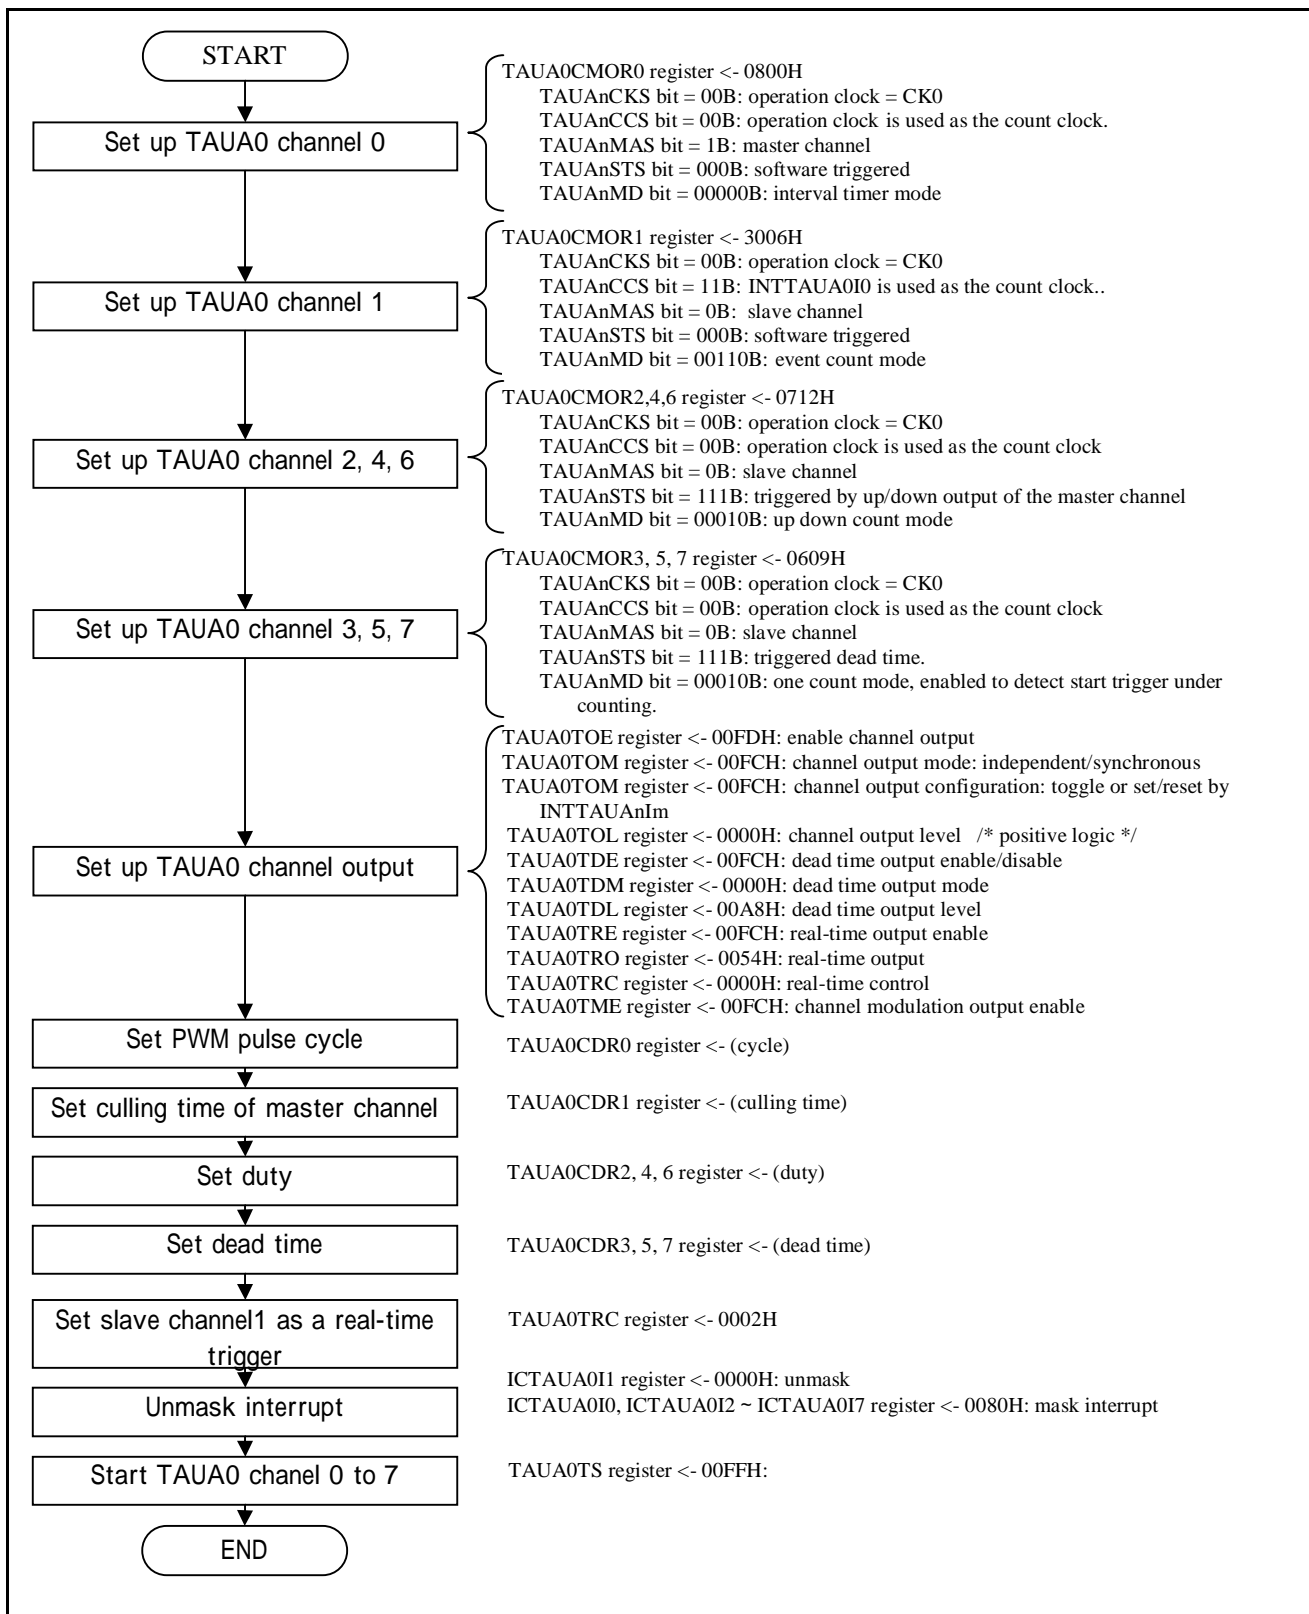 START
TAUA0CMOR0 register <- 0800H
TAUAnCKS bit = 00B: operation clock = CK0
TAUAnCCS bit = 00B: operation clock is used as the count clock.
TAUAnMAS bit = 1B: master channel
TAUAnSTS bit = 000B: software triggered
TAUAnMD bit = 00000B: interval timer mode
Set up TAUA0 channel 0
TAUA0CMOR1 register <- 3006H
TAUAnCKS bit = 00B: operation clock = CK0
TAUAnCCS bit = 11B: INTTAUA0I0 is used as the count clock..
TAUAnMAS bit = 0B:  slave channel
TAUAnSTS bit = 000B: software triggered
TAUAnMD bit = 00110B: event count mode
Set up TAUA0 channel 1
TAUA0CMOR2,4,6 register <- 0712H
TAUAnCKS bit = 00B: operation clock = CK0
TAUAnCCS bit = 00B: operation clock is used as the count clock
TAUAnMAS bit = 0B: slave channel
TAUAnSTS bit = 111B: triggered by up/down output of the master channel
TAUAnMD bit = 00010B: up down count mode
Set up TAUA0 channel 2, 4, 6
TAUA0CMOR3, 5, 7 register <- 0609H
TAUAnCKS bit = 00B: operation clock = CK0
TAUAnCCS bit = 00B: operation clock is used as the count clock
TAUAnMAS bit = 0B: slave channel
TAUAnSTS bit = 111B: triggered dead time.
TAUAnMD bit = 00010B: one count mode, enabled to detect start trigger under
counting.
Set up TAUA0 channel 3, 5, 7
TAUA0TOE register <- 00FDH: enable channel output
TAUA0TOM register <- 00FCH: channel output mode: independent/synchronous
TAUA0TOM register <- 00FCH: channel output configuration: toggle or set/reset by
INTTAUAnIm
TAUA0TOL register <- 0000H: channel output level   /* positive logic */
TAUA0TDE register <- 00FCH: dead time output enable/disable
TAUA0TDM register <- 0000H: dead time output mode
TAUA0TDL register <- 00A8H: dead time output level
TAUA0TRE register <- 00FCH: real-time output enable
TAUA0TRO register <- 0054H: real-time output
TAUA0TRC register <- 0000H: real-time control
TAUA0TME register <- 00FCH: channel modulation output enable
Set up TAUA0 channel output
Set PWM pulse cycle
TAUA0CDR0 register <- (cycle)
Set culling time of master channel
TAUA0CDR1 register <- (culling time)
Set duty
TAUA0CDR2, 4, 6 register <- (duty)
Set dead time
TAUA0CDR3, 5, 7 register <- (dead time)
Set slave channel1 as a real-time
trigger
TAUA0TRC register <- 0002H
Unmask interrupt
ICTAUA0I1 register <- 0000H: unmask
ICTAUA0I0, ICTAUA0I2 ~ ICTAUA0I7 register <- 0080H: mask interrupt
Start TAUA0 chanel 0 to 7
TAUA0TS register <- 00FFH:
END